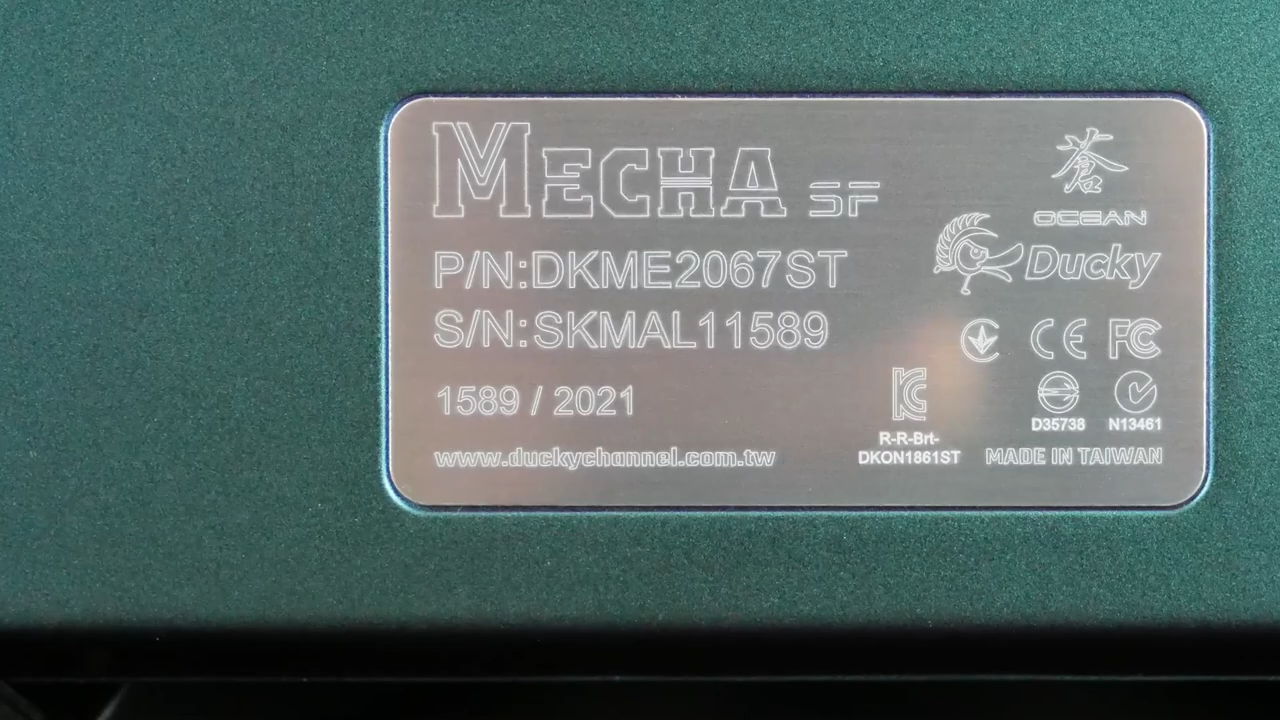 MECHA SF
P/N:DKME2067ST
S/N:SKMAL11589
1589 / 2021
www.duckychannel.com.tw
蒼
OCEAN
Ducky
CE FC
KC
D35738 N13461
R-R-Brt-
DKON1861ST
MADE IN TAIWAN